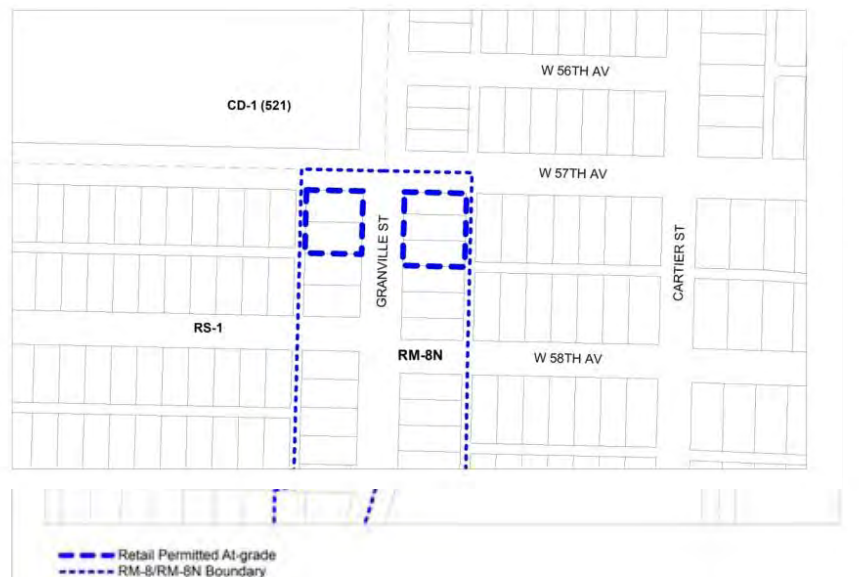 W 56TH AV
CD-1 (521)
W 57TH AV
GRANVILLE ST
CARTIER ST
RS-1
RM-8N
W 58TH AV
Retail Permitted At-grade
RM-8/RM-8N Boundary